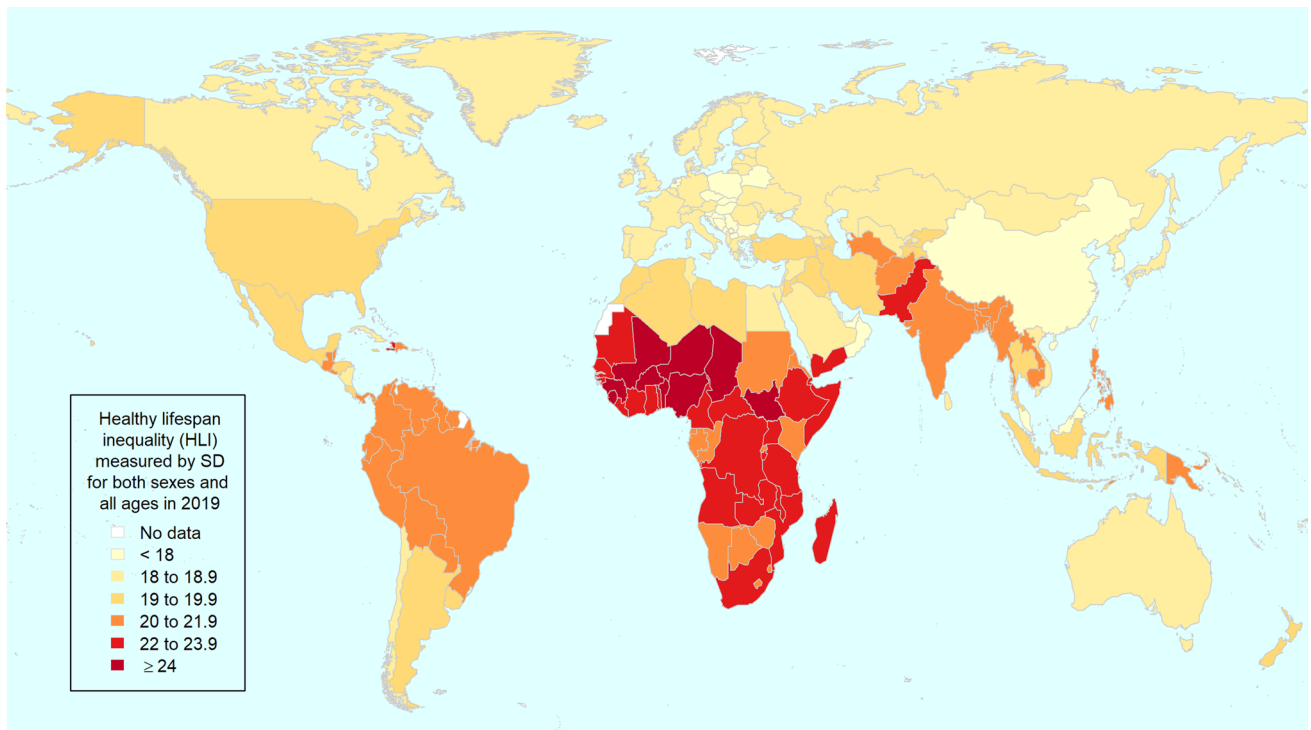 Healthy lifespan
inequality (HLI)
measured by SD
for both sexes and
all ages in 2019
No data
< 18
18 to 18.9
19 to 19.9
20 to 21.9
22 to 23.9
≥ 24